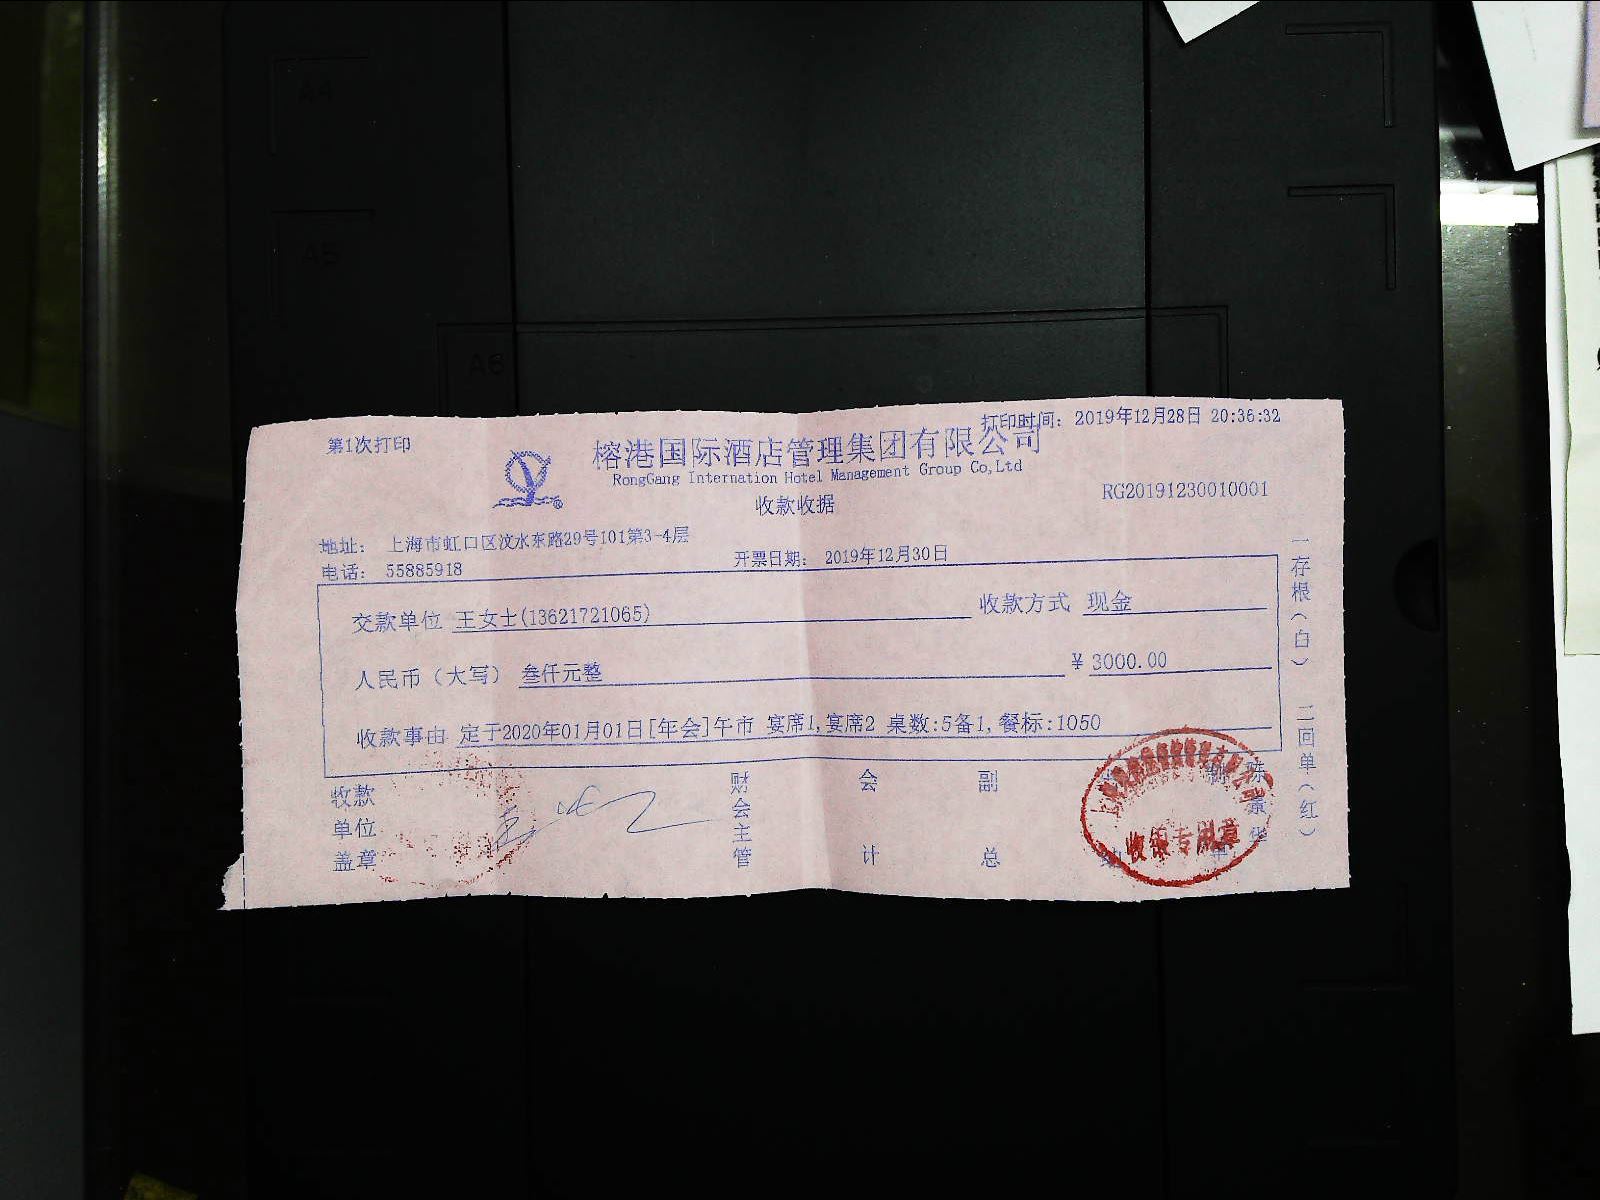 A4
A5
A6
第1次打印
打印时间: 2019年12月28日 20:36:32
榕港国际酒店管理集团有限公司
RongGang Internation Hotel Management Group Co,Ltd
收款收据
RG20191230010001
地址: 上海市虹口区汶水东路29号101第3-4层
电话: 55885918
开票日期: 2019年12月30日
交款单位 王女士(13621721065)
收款方式 现金
人民币（大写） 叁仟元整
¥ 3000.00
收款事由 定于2020年01月01日[年会]午市 宴席1,宴席2 桌数:5备1,餐标:1050
收款
单位
盖章
财会主管
会计
副总
陈景华
收银专用章
一存根(白)
二回单(红)